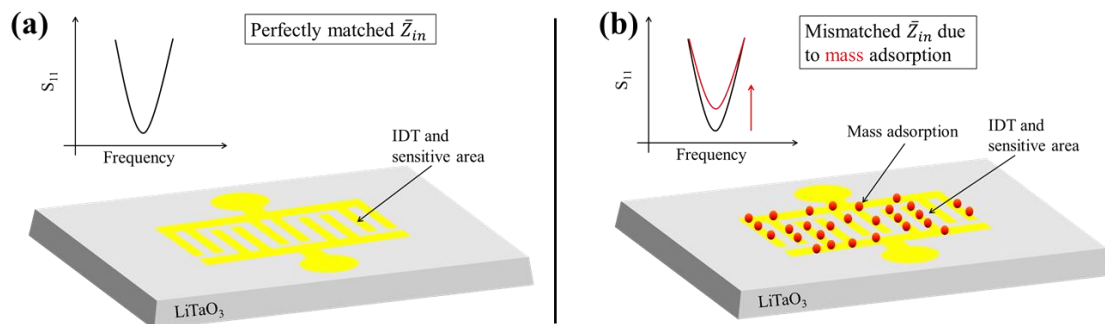 (a)
Perfectly matched Z̄ᵢₙ
S₁₁
Frequency
IDT and
sensitive area
LiTaO₃
(b)
Mismatched Z̄ᵢₙ due
to mass adsorption
S₁₁
Frequency
Mass adsorption
IDT and
sensitive area
LiTaO₃